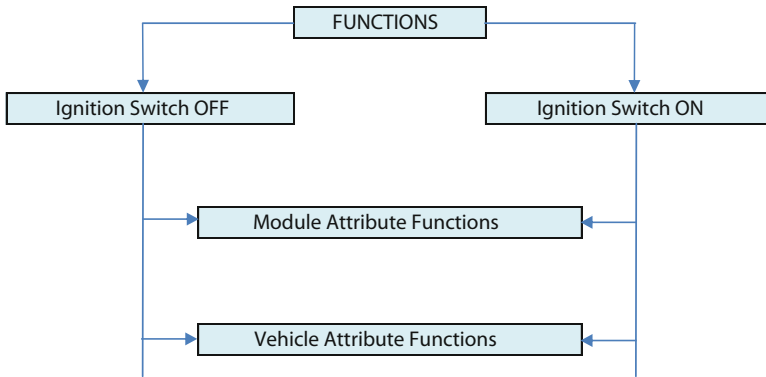 FUNCTIONS
Ignition Switch OFF
Ignition Switch ON
Module Attribute Functions
Vehicle Attribute Functions